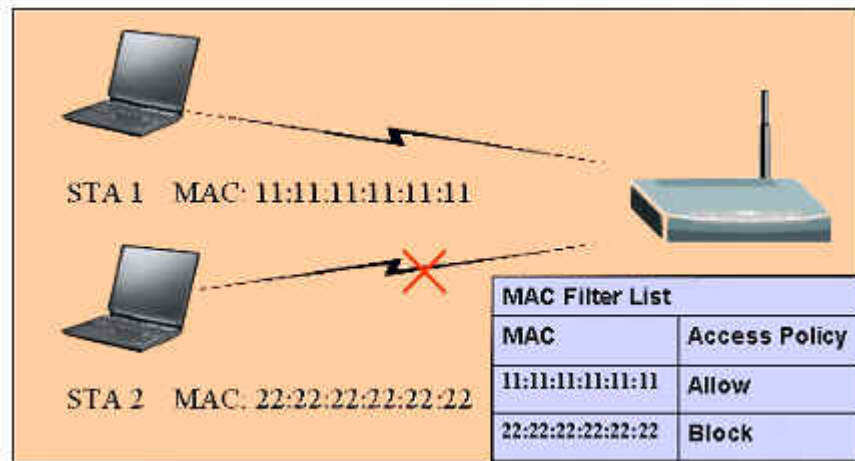 STA 1 MAC: 11:11:11:11:11:11
STA 2 MAC: 22:22:22:22:22:22
MAC Filter List
MAC Access Policy
11:11:11:11:11:11 Allow
22:22:22:22:22:22 Block